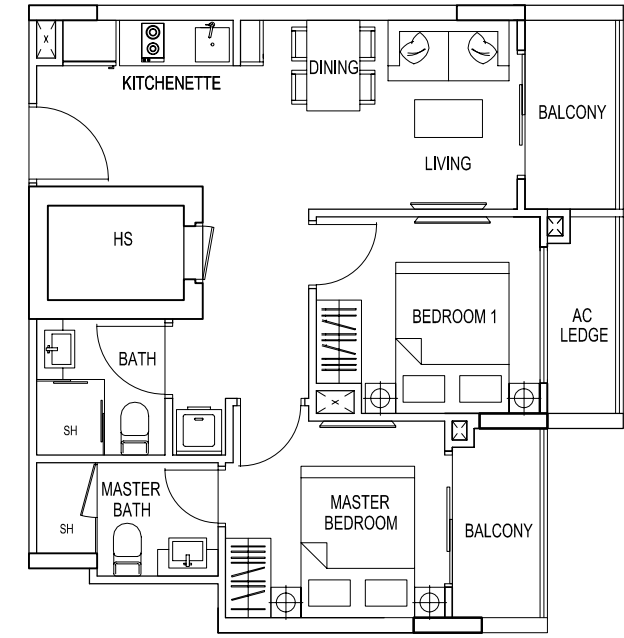 KITCHENETTE
DINING
LIVING
BALCONY
HS
BEDROOM 1
AC
LEDGE
BATH
SH
MASTER
BATH
SH
MASTER
BEDROOM
BALCONY